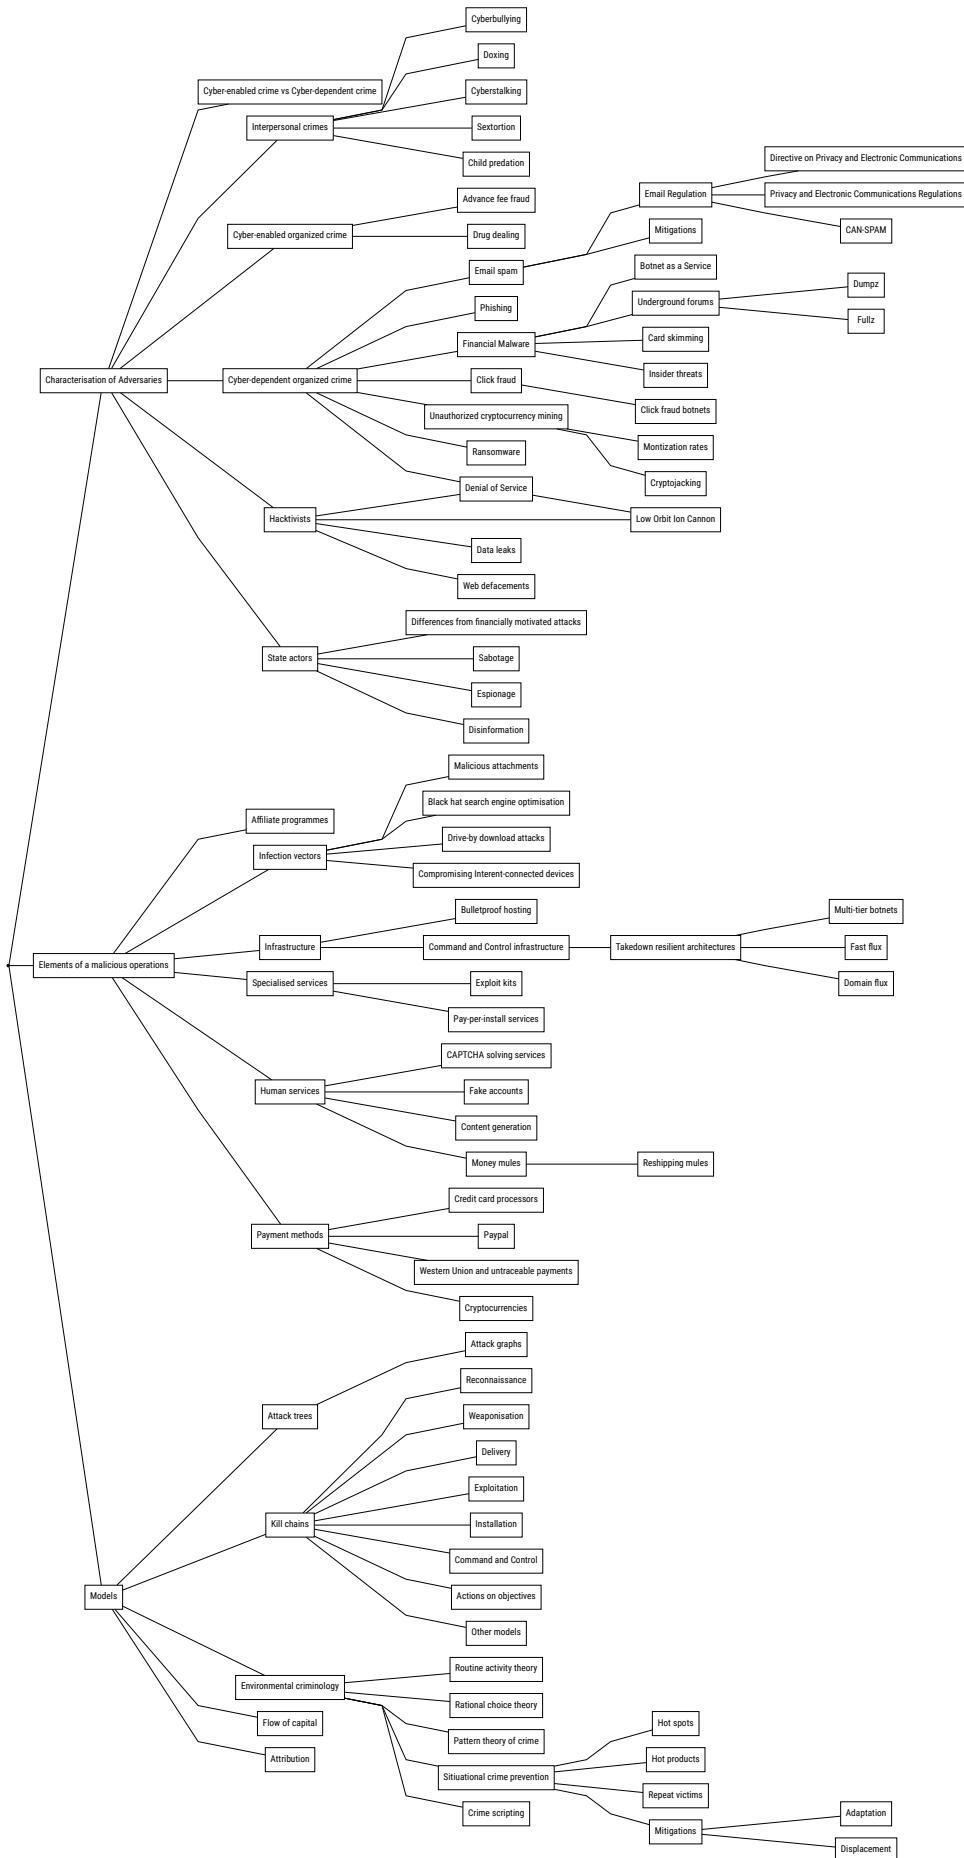 Cyberbullying
Doxing
Cyber-enabled crime vs Cyber-dependent crime
Cyberstalking
Interpersonal crimes
Sextortion
Child predation
Directive on Privacy and Electronic Communications
Email Regulation
Privacy and Electronic Communications Regulations
Advance fee fraud
CAN-SPAM
Cyber-enabled organized crime
Drug dealing
Mitigations
Email spam
Botnet as a Service
Dumpz
Phishing
Underground forums
Fullz
Financial Malware
Card skimming
Insider threats
Characterisation of Adversaries
Cyber-dependent organized crime
Click fraud
Click fraud botnets
Unauthorized cryptocurrency mining
Montization rates
Ransomware
Cryptojacking
Denial of Service
Hacktivists
Low Orbit Ion Cannon
Data leaks
Web defacements
Differences from financially motivated attacks
State actors
Sabotage
Espionage
Disinformation
Malicious attachments
Black hat search engine optimisation
Affiliate programmes
Drive-by download attacks
Infection vectors
Compromising Interent-connected devices
Bulletproof hosting
Multi-tier botnets
Infrastructure
Command and Control infrastructure
Takedown resilient architectures
Fast flux
Elements of a malicious operations
Specialised services
Exploit kits
Domain flux
Pay-per-install services
CAPTCHA solving services
Human services
Fake accounts
Content generation
Money mules
Reshipping mules
Credit card processors
Payment methods
Paypal
Western Union and untraceable payments
Cryptocurrencies
Attack graphs
Reconnaissance
Attack trees
Weaponisation
Delivery
Exploitation
Kill chains
Installation
Command and Control
Models
Actions on objectives
Other models
Routine activity theory
Environmental criminology
Rational choice theory
Flow of capital
Hot spots
Pattern theory of crime
Attribution
Hot products
Sitiuational crime prevention
Repeat victims
Crime scripting
Adaptation
Mitigations
Displacement